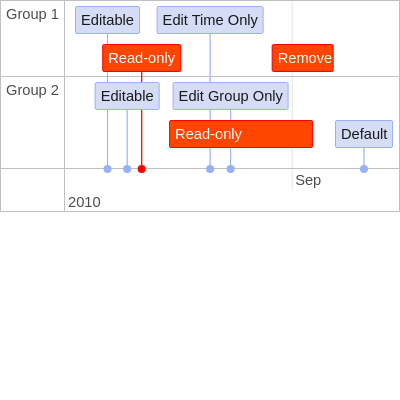 Group 1
Editable
Edit Time Only
Read-only
Remove
Group 2
Editable
Edit Group Only
Read-only
Default
Sep
2010